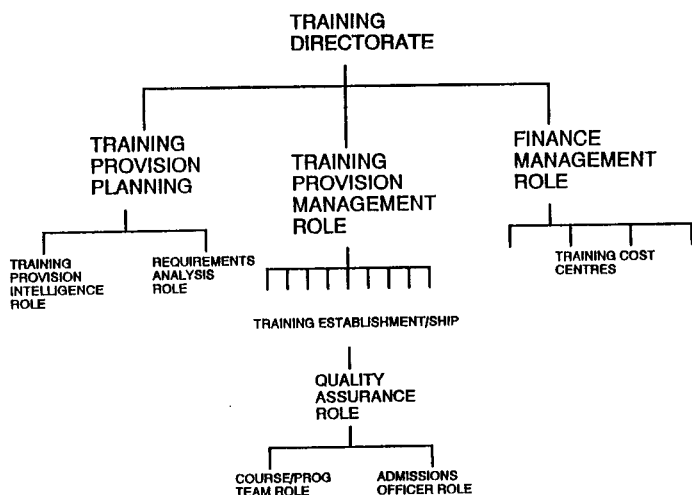 TRAINING
DIRECTORATE
TRAINING
PROVISION
PLANNING
TRAINING
PROVISION
MANAGEMENT
ROLE
FINANCE
MANAGEMENT
ROLE
TRAINING
PROVISION
INTELLIGENCE
ROLE
REQUIREMENTS
ANALYSIS
ROLE
TRAINING COST
CENTRES
TRAINING ESTABLISHMENT/SHIP
QUALITY
ASSURANCE
ROLE
COURSE/PROG
TEAM ROLE
ADMISSIONS
OFFICER ROLE